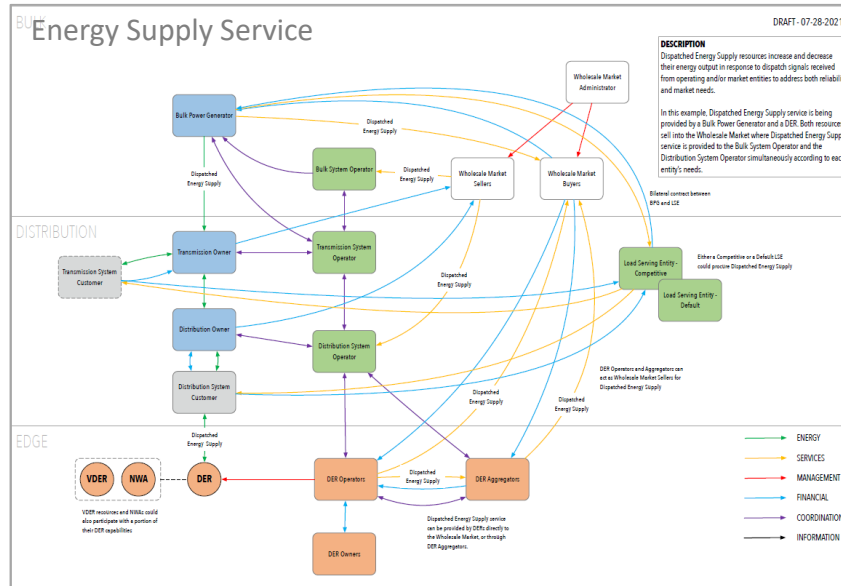 BULK
Energy Supply Service
DRAFT - 07-28-2021
DESCRIPTION
Dispatched Energy Supply resources increase and decrease
their energy output in response to dispatch signals received
from operating and/or market entities to address both reliabili
and market needs.
In this example, Dispatched Energy Supply service is being
provided by a Bulk Power Generator and a DER. Both resources
sell into the Wholesale Market where Dispatched Energy Supp
service is provided to the Bulk System Operator and the
Distribution System Operator simultaneously according to eac
entity's needs.
Wholesale Market
Administrator
Bulk Power Generator
Dispatched
Energy Supply
Dispatched
Energy Supply
Bulk System Operator
Dispatched
Energy Supply
Wholesale Market
Sellers
Wholesale Market
Buyers
Bilateral contract between
BPG and LSE
DISTRIBUTION
Transmission Owner
Transmission System
Operator
Transmission System
Customer
Dispatched
Energy Supply
Load Serving Entity -
Competitive
Either a Competitive or a Default LSE
could procure Dispatched Energy Supply
Load Serving Entity -
Default
Distribution Owner
Distribution System
Operator
Distribution System
Customer
DER Operators and Aggregators can
act as Wholesale Market Sellers for
Dispatched Energy Supply
Dispatched
Energy Supply
Dispatched
Energy Supply
EDGE
Dispatched
Energy Supply
VDER
NWA
DER
DER Operators
Dispatched
Energy Supply
DER Aggregators
VDER resources and NWAs could
also participate with a portion of
their DER capabilities
Dispatched Energy Supply service
can be provided by DERs directly to
the Wholesale Market, or through
DER Aggregators.
DER Owners
ENERGY
SERVICES
MANAGEMENT
FINANCIAL
COORDINATION
INFORMATION